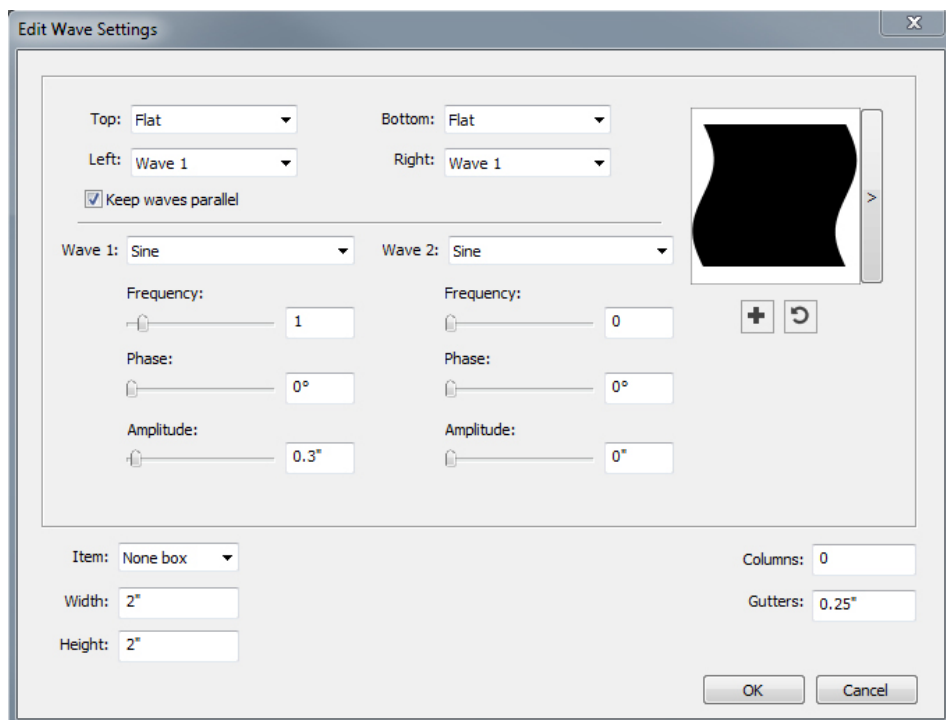 Edit Wave Settings
Top: Flat Bottom: Flat
Left: Wave 1 Right: Wave 1
Keep waves parallel
>
Wave 1: Sine Wave 2: Sine
Frequency: Frequency:
1 0
Phase: Phase:
0° 0°
Amplitude: Amplitude:
0.3" 0"
Item: None box Columns: 0
Width: 2" Gutters: 0.25"
Height: 2"
OK Cancel